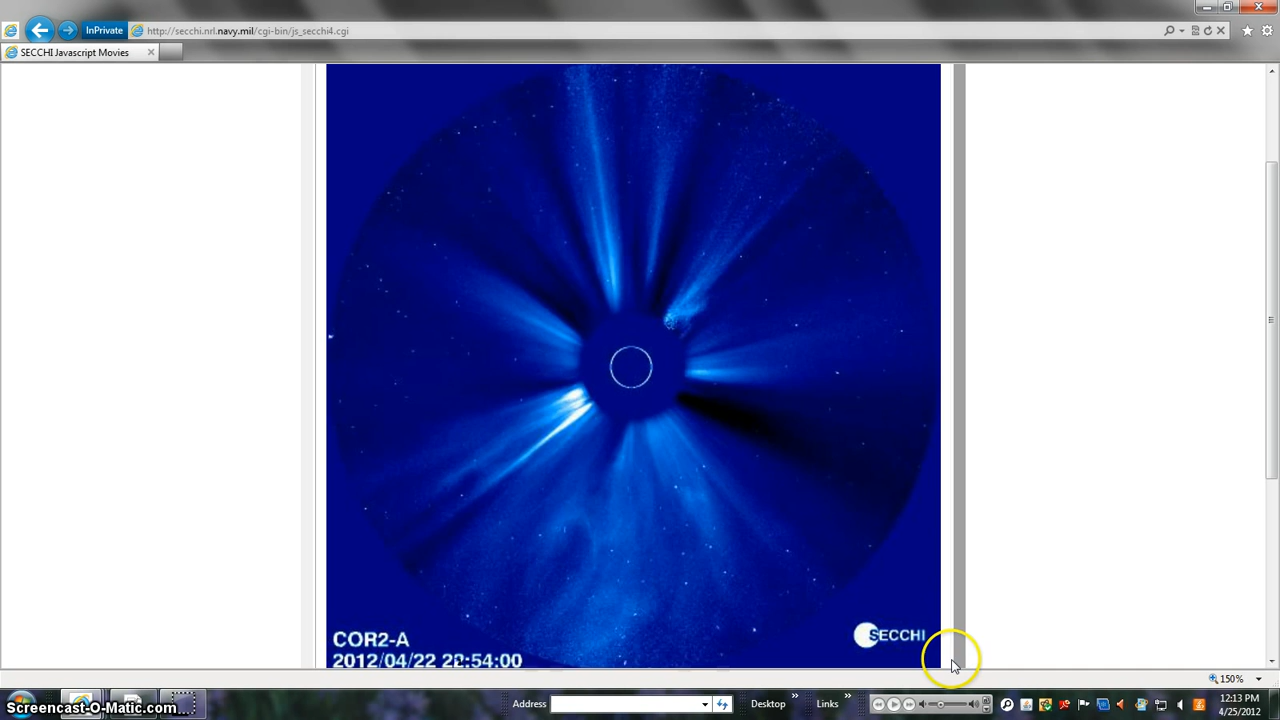 InPrivate
http://secchi.nrl.navy.mil/cgi-bin/js_secchi4.cgi
SECCHI Javascript Movies
COR2-A
2012/04/22 22:54:00
SECCHI
150%
Address
Desktop
Links
12:13 PM
4/25/2012
Screencast-O-Matic.com